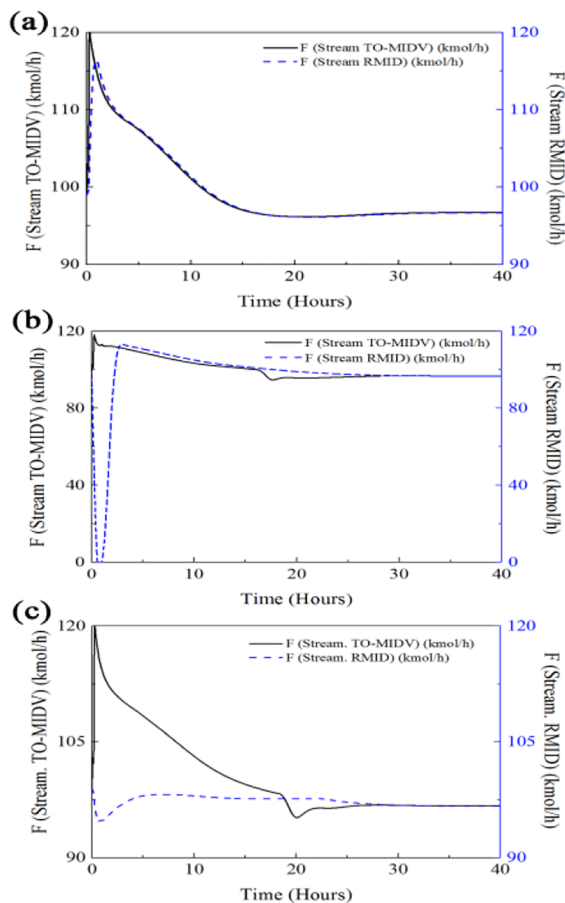 (a)
F (Stream TO-MIDV) (kmol/h)
120
110
100
90
F (Stream TO-MIDV) (kmol/h)
F (Stream RMID) (kmol/h)
120
110
100
90
F (Stream RMID) (kmol/h)
0 10 20 30 40
Time (Hours)
(b)
F (Stream TO-MIDV) (kmol/h)
120
80
40
0
F (Stream TO-MIDV) (kmol/h)
F (Stream RMID) (kmol/h)
120
80
40
0
F (Stream RMID) (kmol/h)
0 10 20 30 40
Time (Hours)
(c)
F (Stream. TO-MIDV) (kmol/h)
120
105
90
F (Stream. TO-MIDV) (kmol/h)
F (Stream. RMID) (kmol/h)
120
105
90
F (Stream. RMID) (kmol/h)
0 10 20 30 40
Time (Hours)